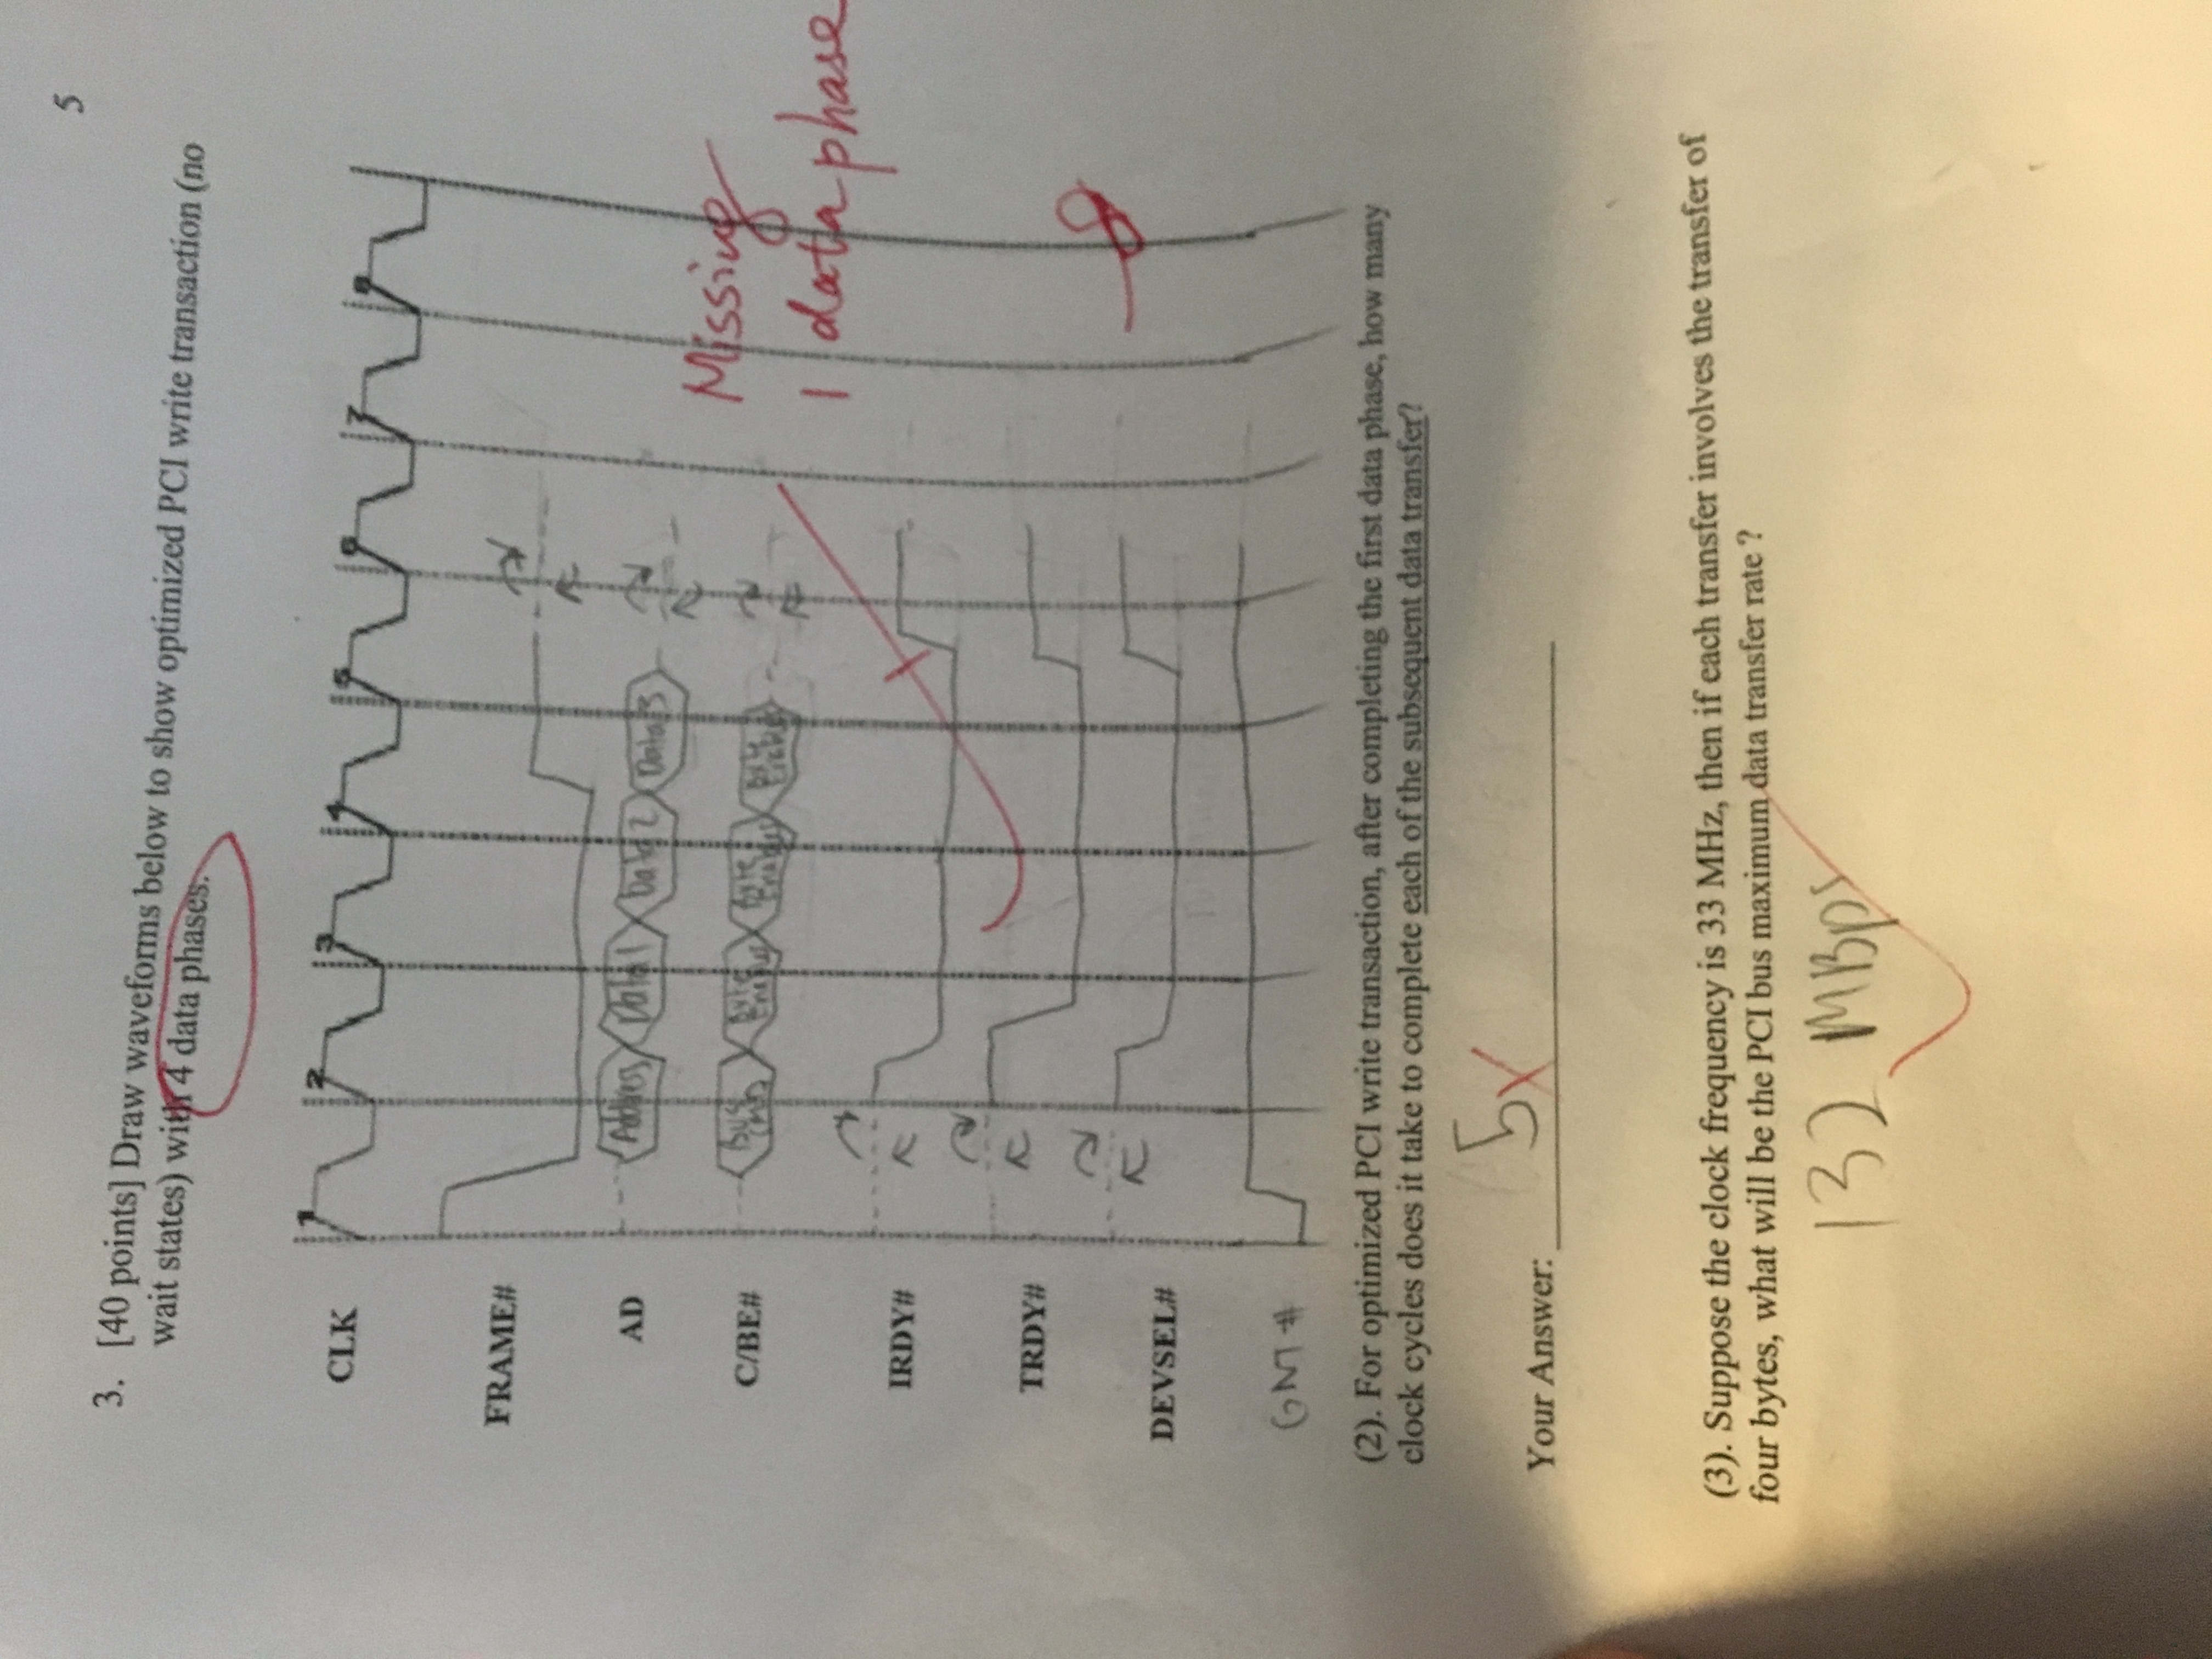 5
3. [40 points] Draw waveforms below to show optimized PCI write transaction (no
wait states) with 4 data phases.
CLK 1 2 3 4 5 6 7 8
FRAME#
AD Address Data 1 Data 2 Data 3
C/BE# Bus CMD Byte Enables Byte Enables Byte Enables
Missing
1 data phase
IRDY#
TRDY#
DEVSEL#
GNT#
-8
(2). For optimized PCI write transaction, after completing the first data phase, how many
clock cycles does it take to complete each of the subsequent data transfer?
Your Answer: 5 X
(3). Suppose the clock frequency is 33 MHz, then if each transfer involves the transfer of
four bytes, what will be the PCI bus maximum data transfer rate ?
132 MBps